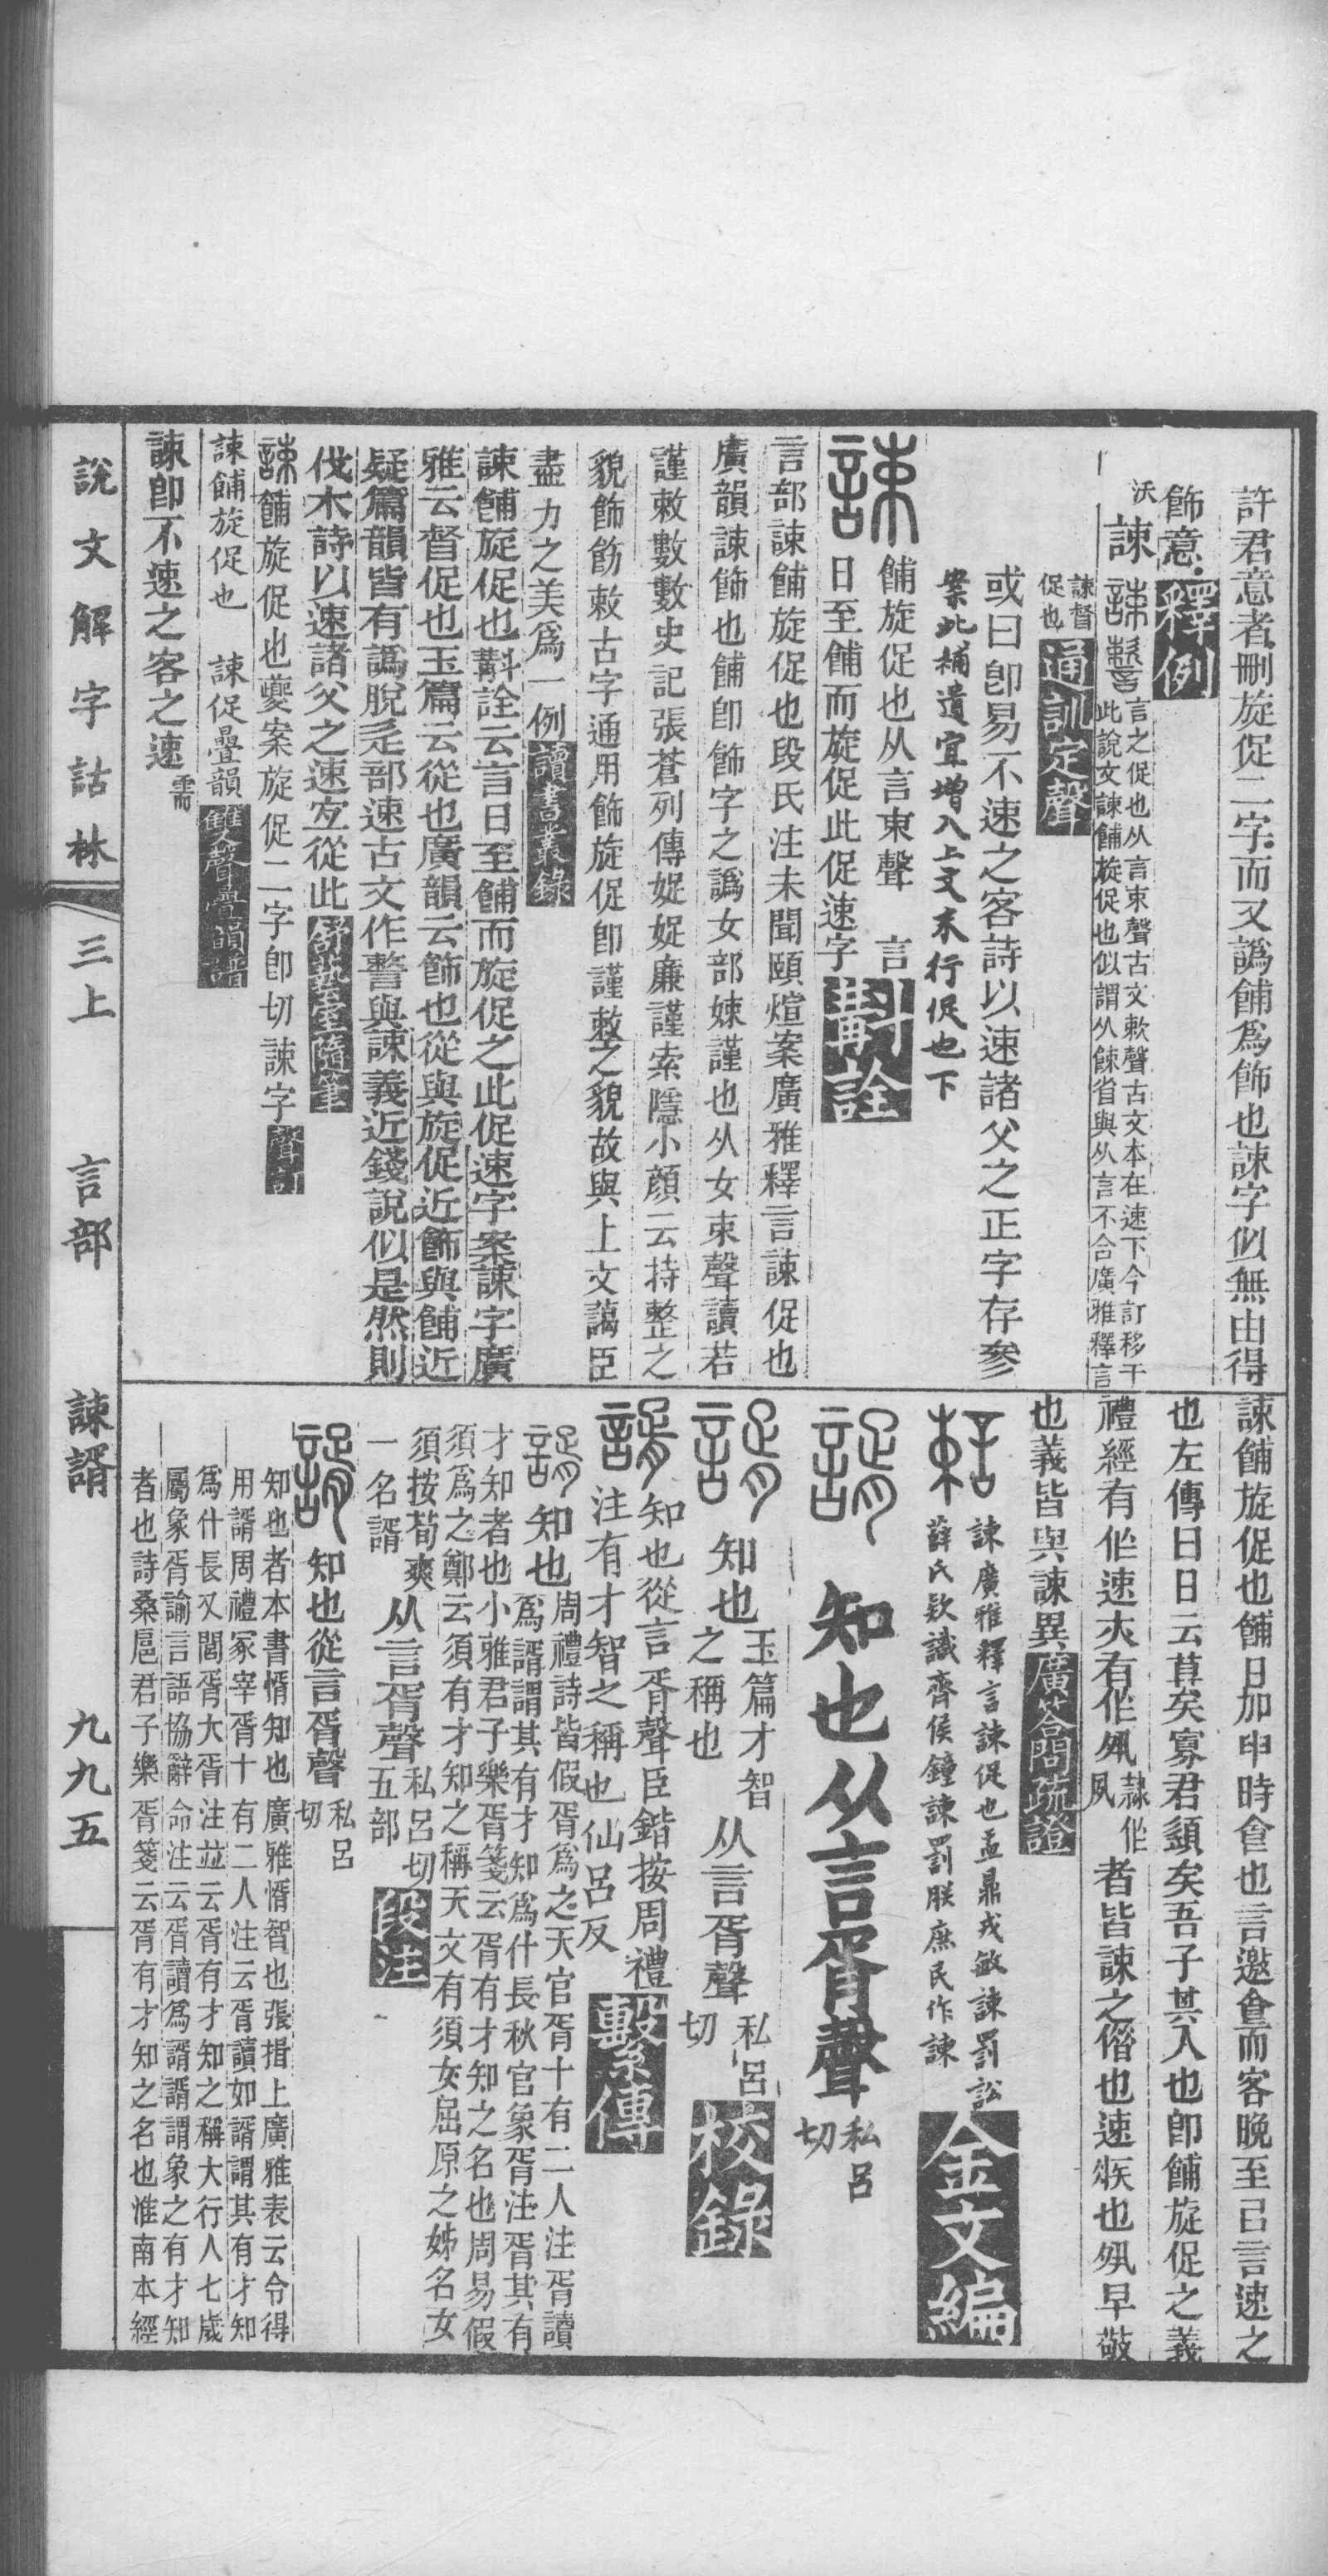 許君意者刪旋促二字而又譌餔爲飾也諫字似無由得
飾意釋例
沃 諫 言之促也从言束聲古文欶聲古文本在速下今訂移于
此說文諫餔旋促也似謂从餗省與从言不合廣雅釋言
諫督
促也通訓定聲
或曰卽易不速之客詩以速諸父之正字存參
案此補遺宜增入上文末行促也下
諫 餔旋促也从言束聲 言
日至餔而旋促此促速字斠詮
言部諫餔旋促也段氏注未聞頤煊案廣雅釋言諫促也
廣韻諫飾也餔卽飾字之譌女部娕謹也从女束聲讀若
謹敕數數史記張蒼列傳娖娖廉謹索隱小顏云持整之
貌飾飭敕古字通用飾旋促卽謹敕之貌故與上文藹臣
盡力之美爲一例讀書叢錄
諫餔旋促也斠詮云言日至餔而旋促之此促速字案諫字廣
雅云督促也玉篇云從也廣韻云飾也從與旋促近飾與餔近
疑篇韻皆有譌脫辵部速古文作警與諫義近錢說似是然則
伐木詩以速諸父之速宐從此舒藝室隨筆
諫餔旋促也夔案旋促二字卽切諫字
諫餔旋促也 諫促疊韻雙聲疊韻譜
諫卽不速之客之速
諫餔旋促也餔日加申時食也言邀食而客晚至已言速之
也左傳日日云莫矣寡君須矣吾子其入也卽餔旋促之義
禮經有作速夾有作夙 隸作
夙 者皆諫之偕也速疾也夙早敬
也義皆與諫異廣答問疏證
諫廣雅釋言諫促也盂鼎戎敏諫罰訟
薛氏欵識齊侯鐘諫罰朕庶民作諫
金文編
諝 知也从言胥聲 私呂
切
諝 知也 玉篇才智
之稱也 从言胥聲 私呂
切 校錄
諝 知也從言胥聲臣鍇按周禮
注有才智之稱也仙呂反繫傳
諝 知也 周禮詩皆假胥爲之天官胥十有二人注胥讀
爲諝謂其有才知爲什長秋官象胥注胥其有
才知者也小雅君子樂胥箋云胥有才知之名也周易假
須爲之鄭云須有才知之稱天文有須女屈原之姊名女
須按荀爽
一名諝 从言胥聲 私呂切
五部 段注
諝 知也從言胥聲 私呂
切
知也者本書惰知也廣雅惰智也張揖上廣雅表云令得
用諝周禮冢宰胥十有二人注云胥讀如諝謂其有才知
爲什長又閭胥大胥注竝云胥有才知之稱大行人七歲
屬象胥諭言語協辭命注云胥讀爲諝諝謂象之有才知
者也詩桑扈君子樂胥箋云胥有才知之名也淮南本經
說文解字詁林 三上 言部 諫諝 九九五